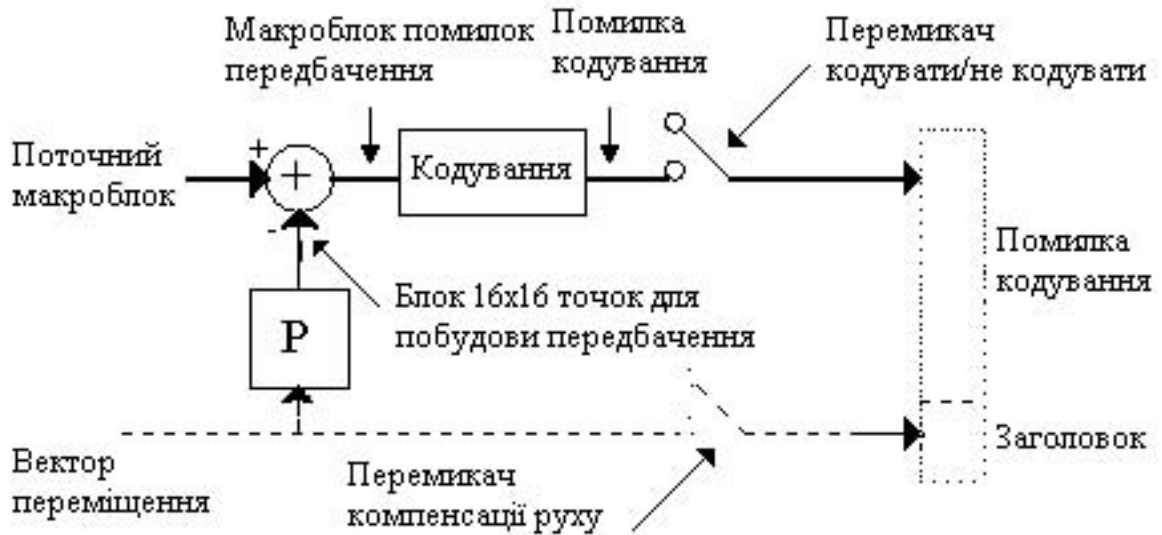 Макроблок помилок
передбачення
Помилка
кодування
Перемикач
кодувати/не кодувати
Поточний
макроблок
+
+
-
Кодування
Помилка
кодування
Блок 16x16 точок для
побудови передбачення
Р
Вектор
переміщення
Перемикач
компенсації руху
Заголовок